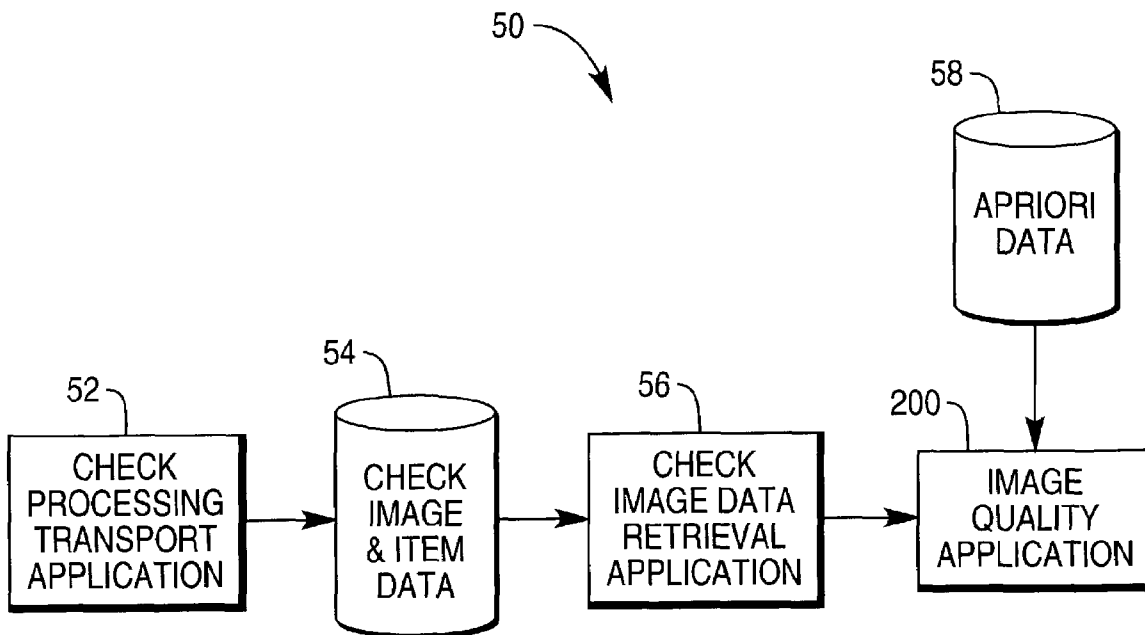 50
58
APRIORI
DATA
52
CHECK
PROCESSING
TRANSPORT
APPLICATION
54
CHECK
IMAGE
& ITEM
DATA
56
CHECK
IMAGE DATA
RETRIEVAL
APPLICATION
200
IMAGE
QUALITY
APPLICATION